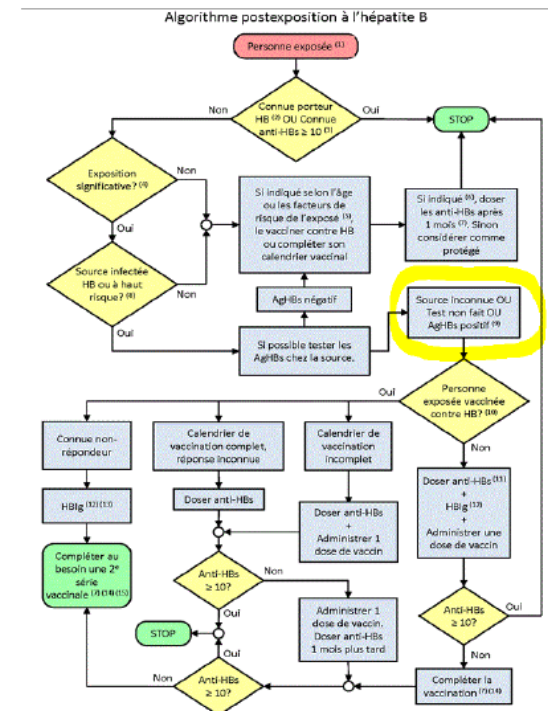 Algorithme postexposition à l'hépatite B
Personne exposée (1)
Connue porteur
HB (2) OU Connue
anti-HBs ≥ 10 (3)
Non
Oui
STOP
Exposition
significative? (4)
Non
Oui
Si indiqué selon l'âge
ou les facteurs de
risque de l'exposé (5),
le vacciner contre HB
ou compléter son
calendrier vaccinal
Si indiqué (6), doser
les anti-HBs après
1 mois (7). Sinon
considérer comme
protégé
Source infectée
HB ou à haut
risque? (8)
Non
Oui
AgHBs négatif
Si possible tester les
AgHBs chez la source.
Source inconnue OU
Test non fait OU
AgHBs positif (9)
Personne
exposée vaccinée
contre HB? (10)
Oui
Non
Connue non-
répondeur
Calendrier de
vaccination complet,
réponse inconnue
Calendrier de
vaccination
incomplet
HBIg (12) (13)
Doser anti-HBs
Doser anti-HBs
+
Administrer 1
dose de vaccin
Doser anti-HBs (11)
+
HBIg (12)
+
Administrer une
dose de vaccin
Compléter au
besoin une 2e
série
vaccinale (7) (14) (15)
Anti-HBs
≥ 10?
Non
Oui
Administrer 1
dose de vaccin.
Doser anti-HBs
1 mois plus tard
Anti-HBs
≥ 10?
Oui
Non
STOP
Oui
Anti-HBs
≥ 10?
Non
Compléter la
vaccination (7) (14)